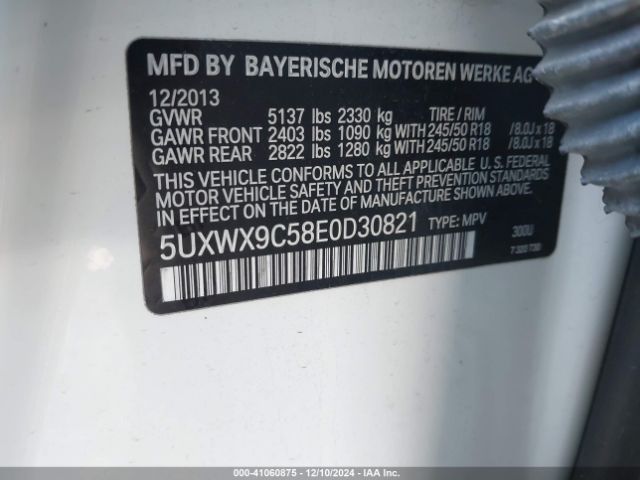 MFD BY BAYERISCHE MOTOREN WERKE AG
12/2013
GVWR 5137 lbs 2330 kg TIRE / RIM
GAWR FRONT 2403 lbs 1090 kg WITH 245/50 R18 /8.0J x 18
GAWR REAR 2822 lbs 1280 kg WITH 245/50 R18 /8.0J x 18
THIS VEHICLE CONFORMS TO ALL APPLICABLE U. S. FEDERAL
MOTOR VEHICLE SAFETY AND THEFT PREVENTION STANDARDS
IN EFFECT ON THE DATE OF MANUFACTURE SHOWN ABOVE.
5UXWX9C58E0D30821 TYPE: MPV 300U
000-41060875 - 12/10/2024 - IAA Inc.